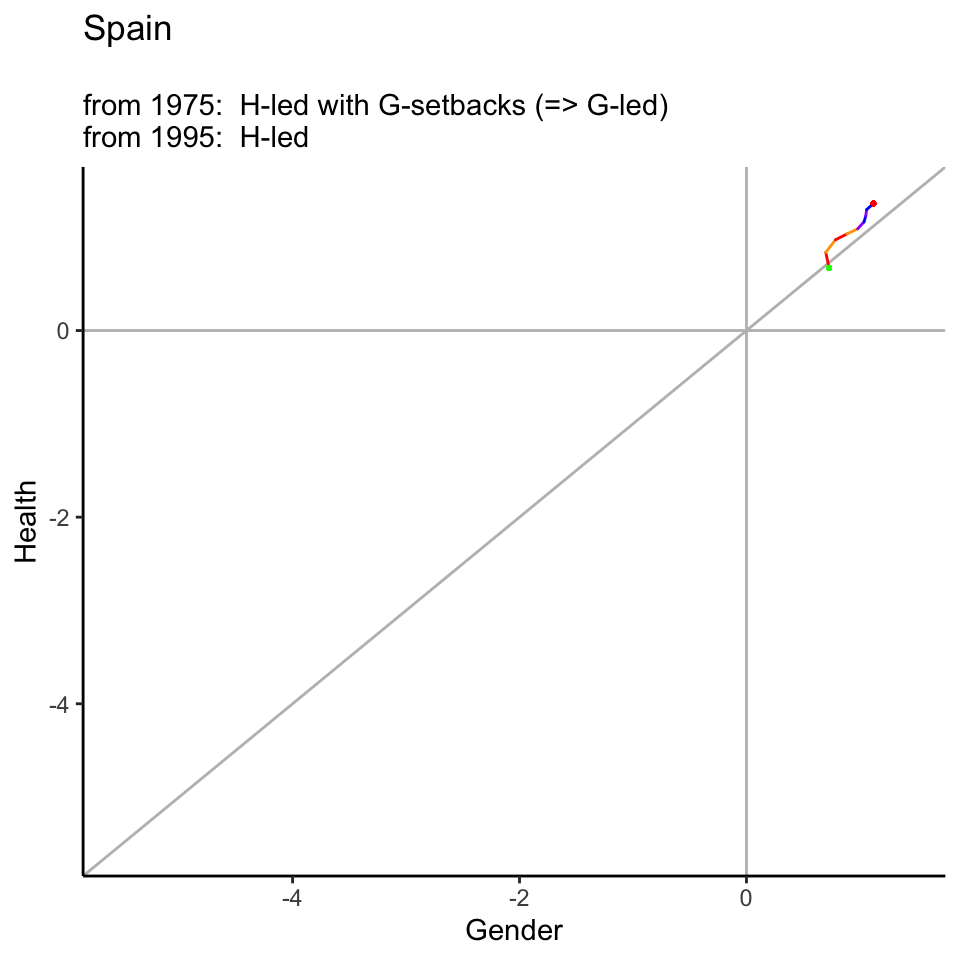 Spain
from 1975:  H-led with G-setbacks (=> G-led)
from 1995:  H-led
0
-2
-4
Health
-4
-2
0
Gender